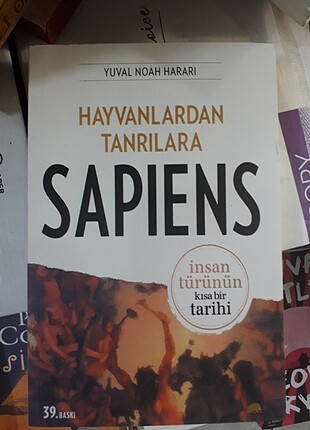 YUVAL NOAH HARARI
HAYVANLARDAN
TANRILARA
SAPIENS
insan
türünün
kısa bir
tarihi
39. BASKI